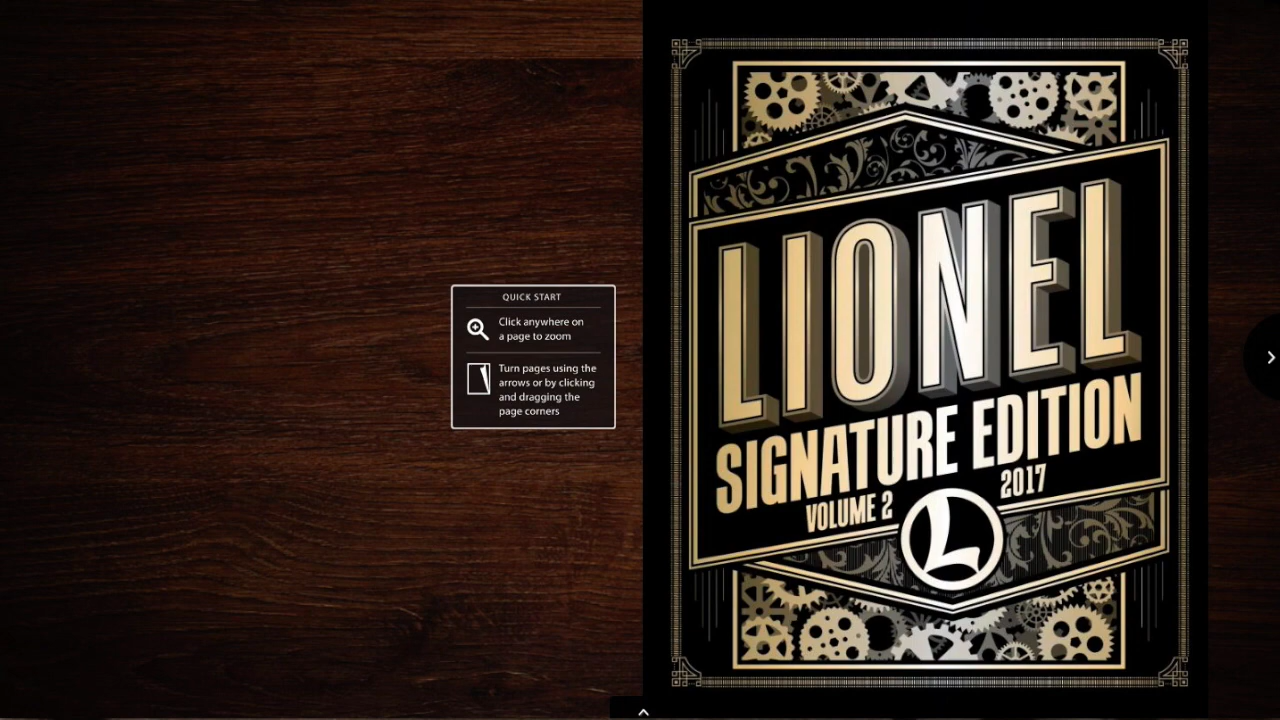 QUICK START
Click anywhere on
a page to zoom
Turn pages using the
arrows or by clicking
and dragging the
page corners
LIONEL
SIGNATURE EDITION
VOLUME 2
2017
L